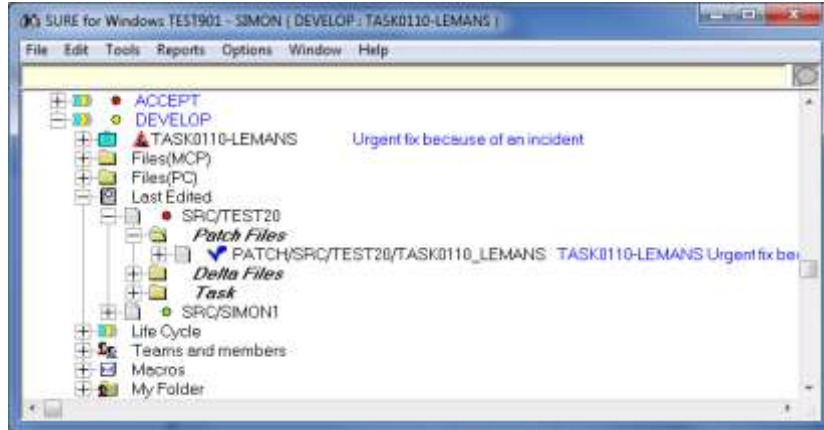 SURE for Windows TEST901 - SIMON ( DEVELOP : TASK0110-LEMANS )
File Edit Tools Reports Options Window Help
ACCEPT
DEVELOP
TASK0110-LEMANS Urgent fix because of an incident
Files(MCP)
Files(PC)
Last Edited
SRC/TEST20
Patch Files
PATCH/SRC/TEST20/TASK0110_LEMANS TASK0110-LEMANS Urgent fix be
Delta Files
Task
SRC/SIMON1
Life Cycle
Teams and members
Macros
My Folder